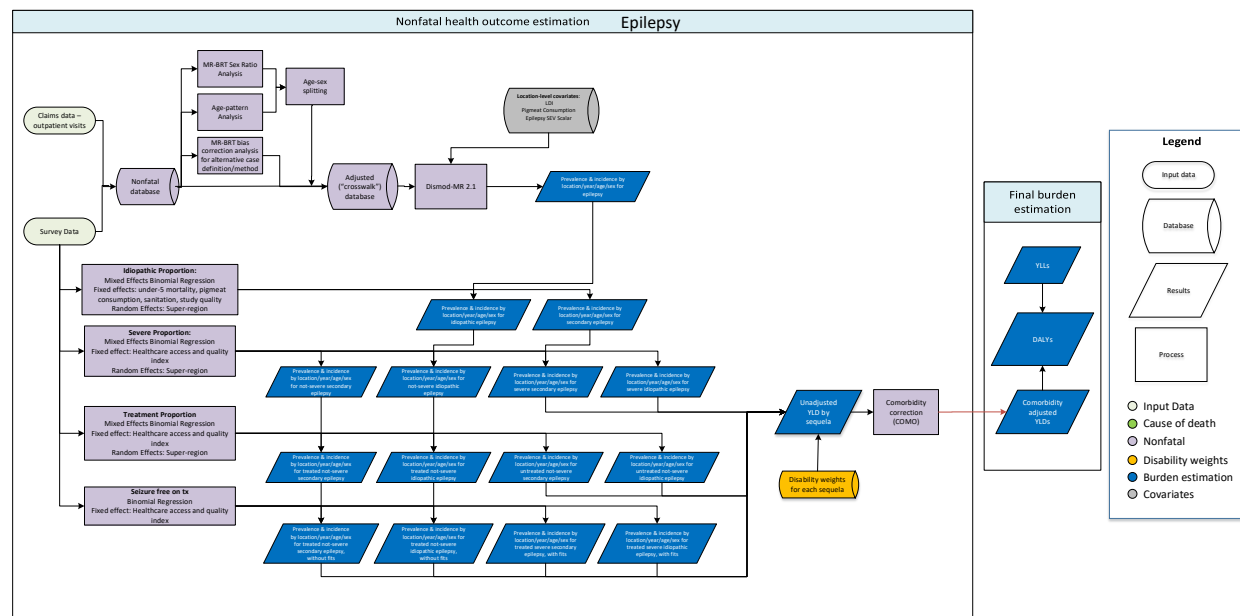 Nonfatal health outcome estimation Epilepsy
MR-BRT Sex Ratio
Analysis
Age-sex
splitting
Age-pattern
Analysis
MR-BRT bias
correction analysis
for alternative case
definition/method
Claims data –
outpatient visits
Survey Data
Nonfatal
database
Adjusted
("crosswalk")
database
Location-level covariates:
LDI
Pigmeat Consumption
Epilepsy SEV Scalar
Dismod-MR 2.1
Prevalence & incidence by
location/year/age/sex for
epilepsy
Idiopathic Proportion:
Mixed Effects Binomial Regression
Fixed effects: under-5 mortality, pigmeat
consumption, sanitation, study quality
Random Effects: Super-region
Prevalence & incidence by
location/year/age/sex
for idiopathic epilepsy
Prevalence & incidence by
location/year/age/sex for
secondary epilepsy
Severe Proportion:
Mixed Effects Binomial Regression
Fixed effect: Healthcare access and quality
index
Random Effects: Super-region
Prevalence & incidence
by location/year/age/sex
for not-severe secondary
epilepsy
Prevalence & incidence by
location/year/age/sex for
not-severe idiopathic
epilepsy
Prevalence & incidence by
location/year/age/sex for
severe secondary epilepsy
Prevalence & incidence by
location/year/age/sex for
severe idiopathic epilepsy
Treatment Proportion
Mixed Effects Binomial Regression
Fixed effect: Healthcare access and quality
index
Random Effects: Super-region
Prevalence & incidence
by location/year/age/sex
for treated not-severe
secondary epilepsy
Prevalence & incidence by
location/year/age/sex for
treated not-severe
idiopathic epilepsy
Prevalence & incidence by
location/year/age/sex for
untreated not-severe
secondary epilepsy
Prevalence & incidence by
location/year/age/sex for
untreated not-severe
idiopathic epilepsy
Seizure free on tx
Binomial Regression
Fixed effect: Healthcare access and quality
index
Prevalence & incidence
by location/year/age/sex
for treated not-severe
secondary epilepsy,
without fits
Prevalence & incidence by
location/year/age/sex for
treated not-severe
idiopathic epilepsy, without
fits
Prevalence & incidence by
location/year/age/sex for
treated severe secondary
epilepsy, with fits
Prevalence & incidence by
location/year/age/sex for
treated severe idiopathic
epilepsy, with fits
Unadjusted
YLD by
sequela
Disability weights
for each sequela
Comorbidity
correction
(COMO)
Final burden
estimation
YLLs
DALYs
Comorbidity
adjusted
YLDs
Legend
Input data
Database
Results
Process
Input Data
Cause of death
Nonfatal
Disability weights
Burden estimation
Covariates